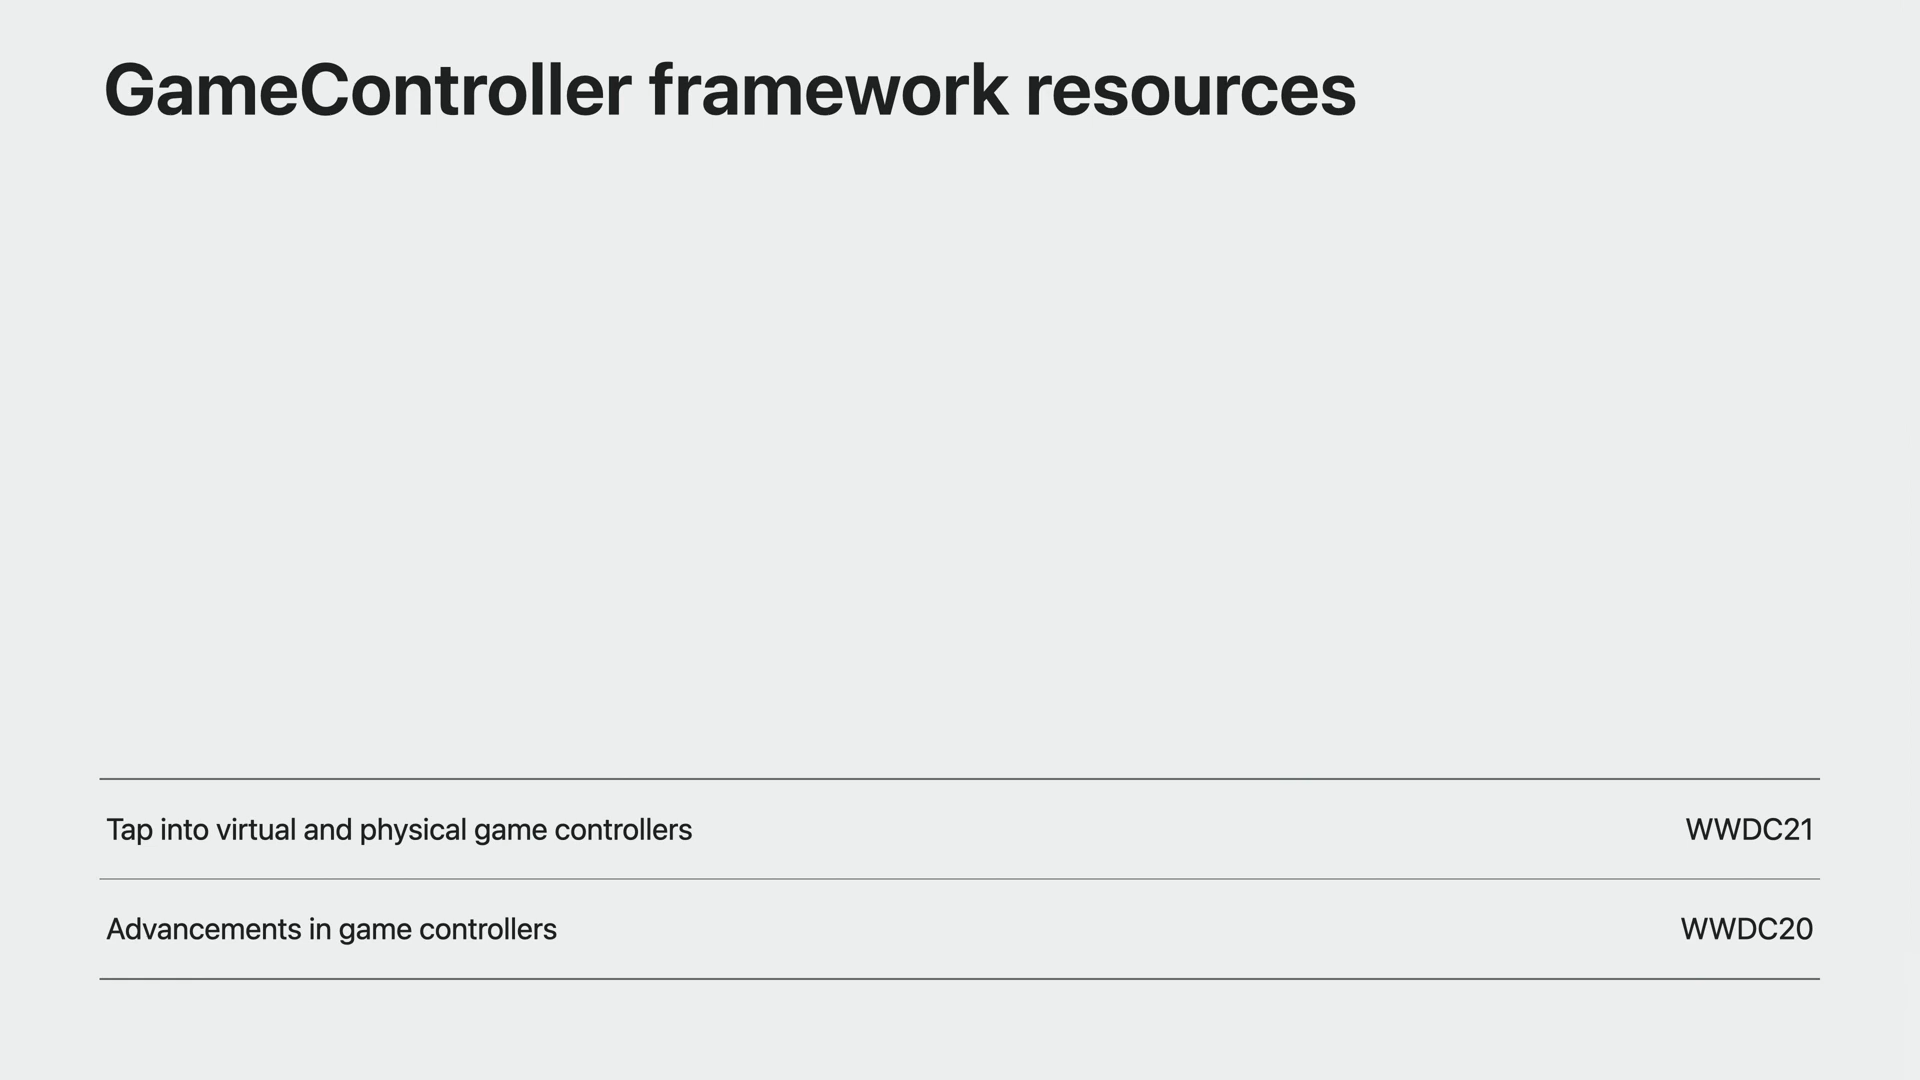 GameController framework resources
Tap into virtual and physical game controllers WWDC21
Advancements in game controllers WWDC20